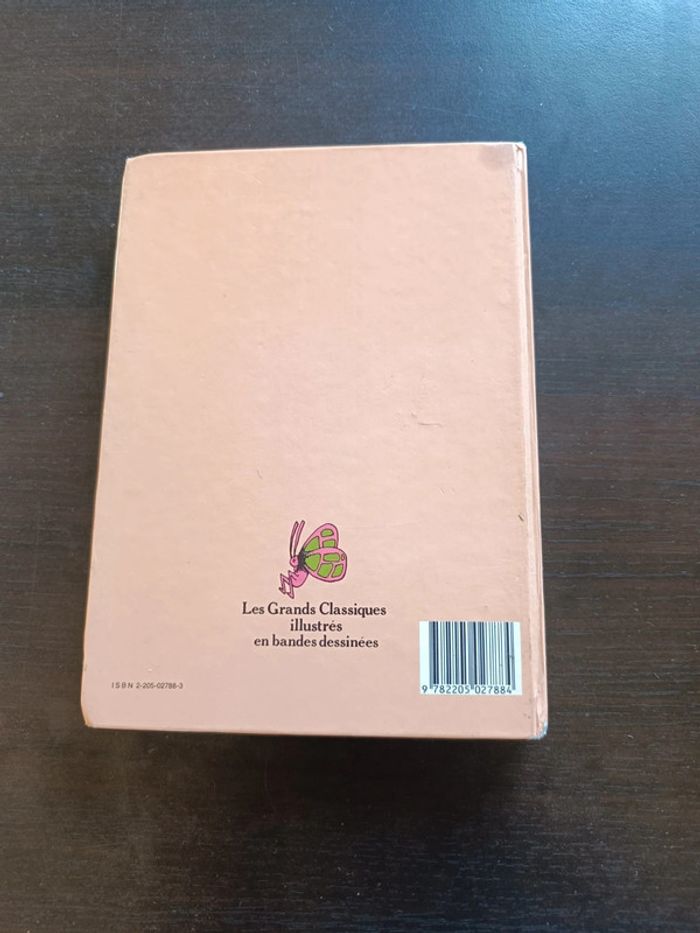 Les Grands Classiques
illustrés
en bandes dessinées
ISBN 2-205-02788-3
9 782205 027884